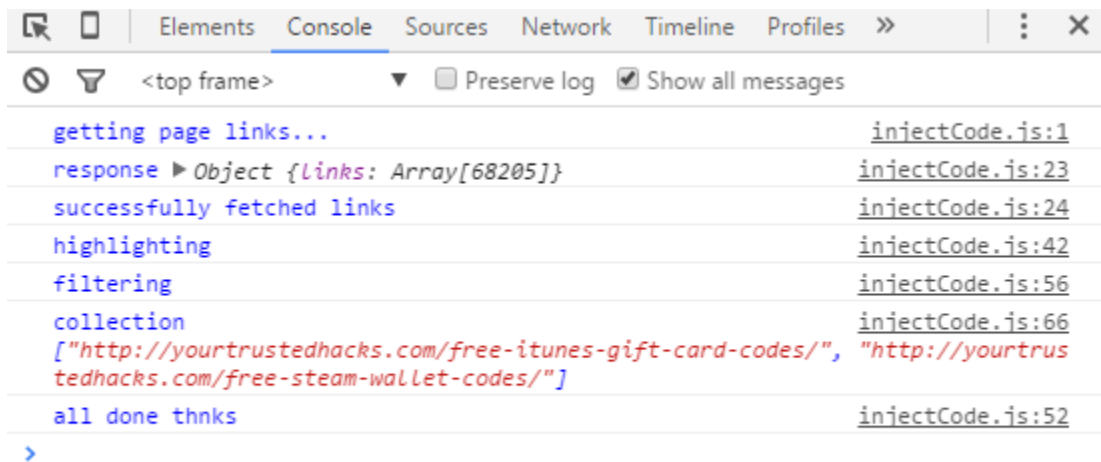 Elements Console Sources Network Timeline Profiles »
<top frame> ▼ Preserve log Show all messages
getting page links... injectCode.js:1
response ▶ Object {links: Array[68205]} injectCode.js:23
successfully fetched links injectCode.js:24
highlighting injectCode.js:42
filtering injectCode.js:56
collection injectCode.js:66
["http://yourtrustedhacks.com/free-itunes-gift-card-codes/", "http://yourtrus
tedhacks.com/free-steam-wallet-codes/"]
all done thnks injectCode.js:52
>